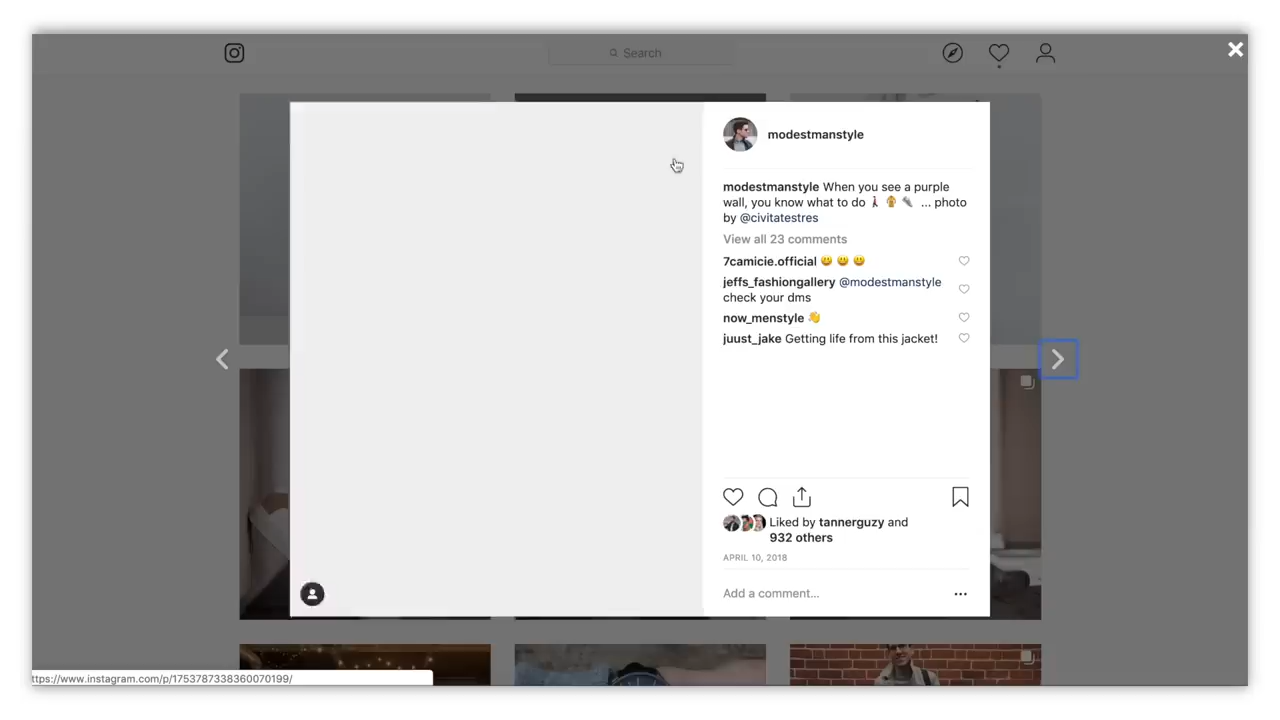 Search
modestmanstyle
modestmanstyle When you see a purple
wall, you know what to do 🚶 👘 🔌 ... photo
by @civitatestres
View all 23 comments
7camicie.official 😀 😀 😀
jeffs_fashiongallery @modestmanstyle
check your dms
now_menstyle 👋
juust_jake Getting life from this jacket!
Liked by tannerguzy and
932 others
APRIL 10, 2018
Add a comment...
ttps://www.instagram.com/p/1753787338360070199/